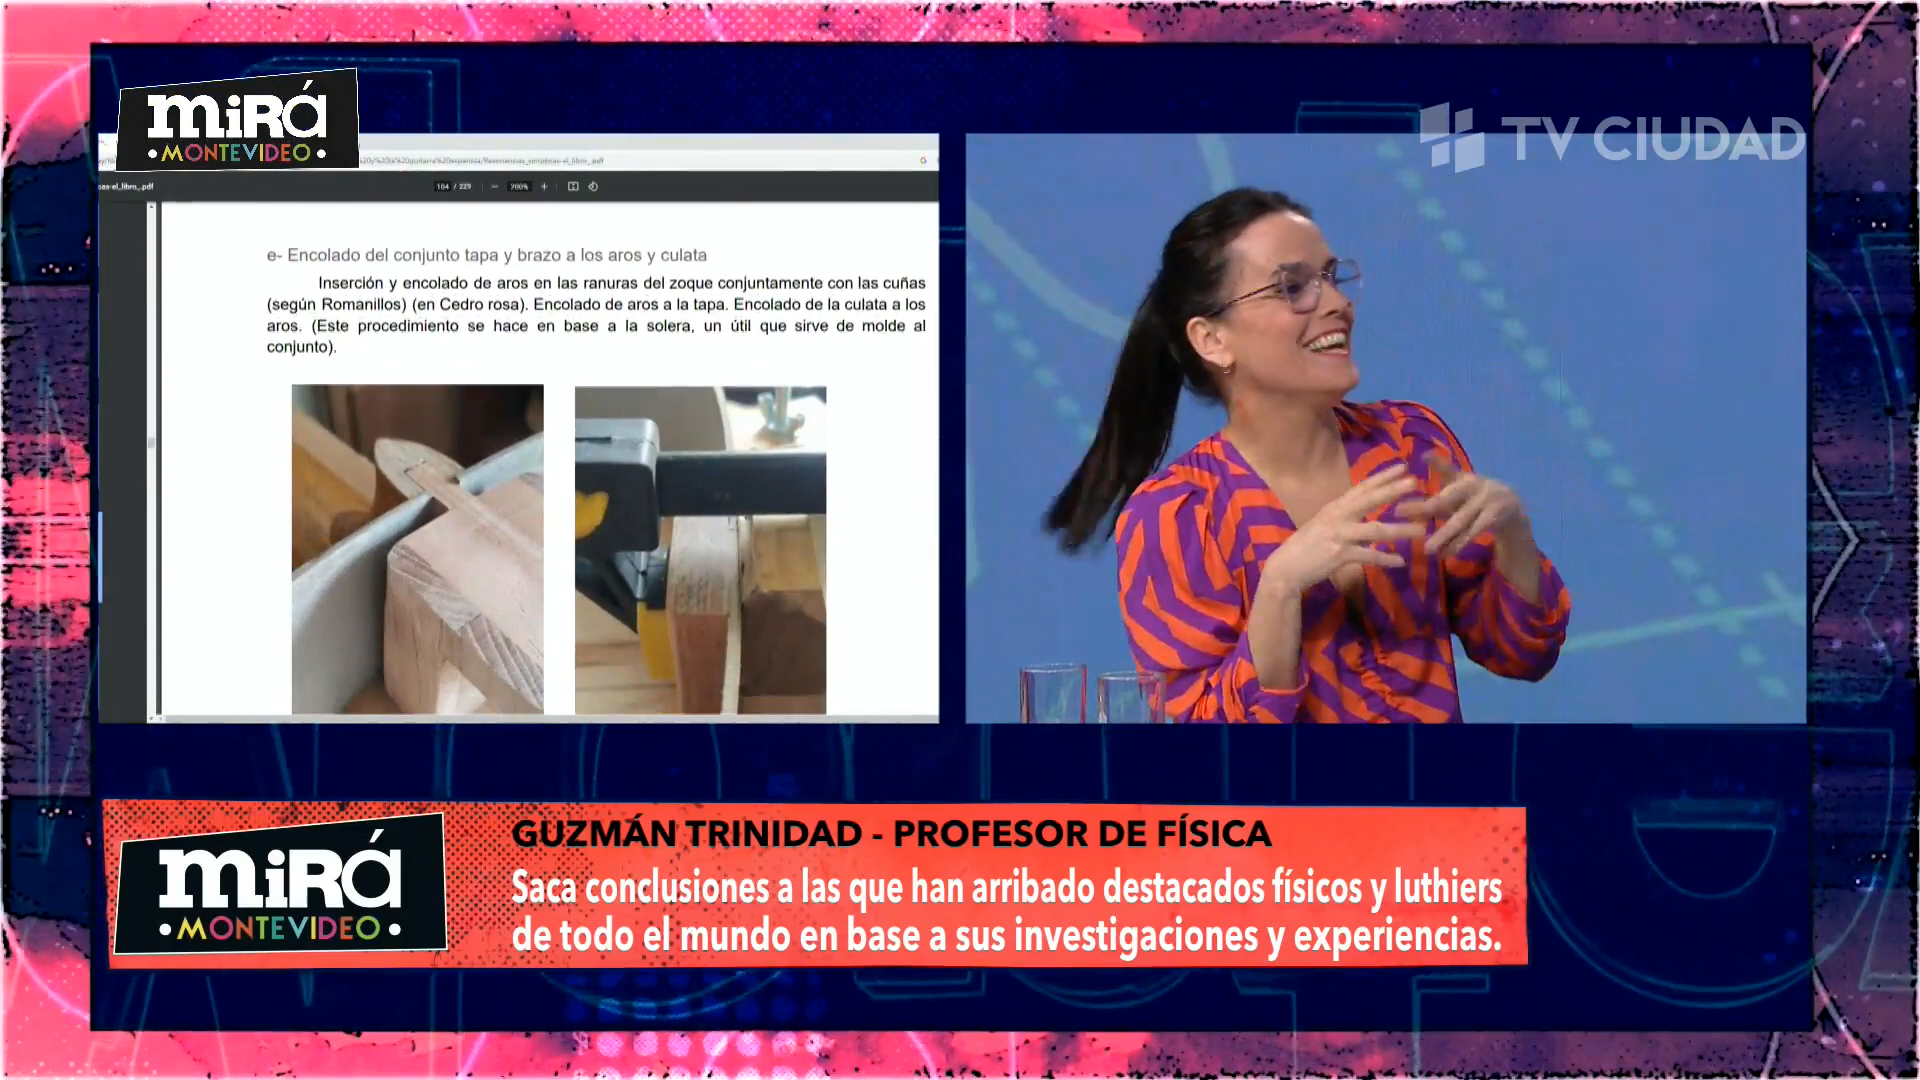 MiRÁ
• MONTEVIDEO •
TV CIUDAD
104 / 229
200%
e- Encolado del conjunto tapa y brazo a los aros y culata
Inserción y encolado de aros en las ranuras del zoque conjuntamente con las cuñas
(según Romanillos) (en Cedro rosa). Encolado de aros a la tapa. Encolado de la culata a los
aros. (Este procedimiento se hace en base a la solera, un útil que sirve de molde al
conjunto).
MiRÁ
• MONTEVIDEO •
GUZMÁN TRINIDAD - PROFESOR DE FÍSICA
Saca conclusiones a las que han arribado destacados físicos y luthiers
de todo el mundo en base a sus investigaciones y experiencias.